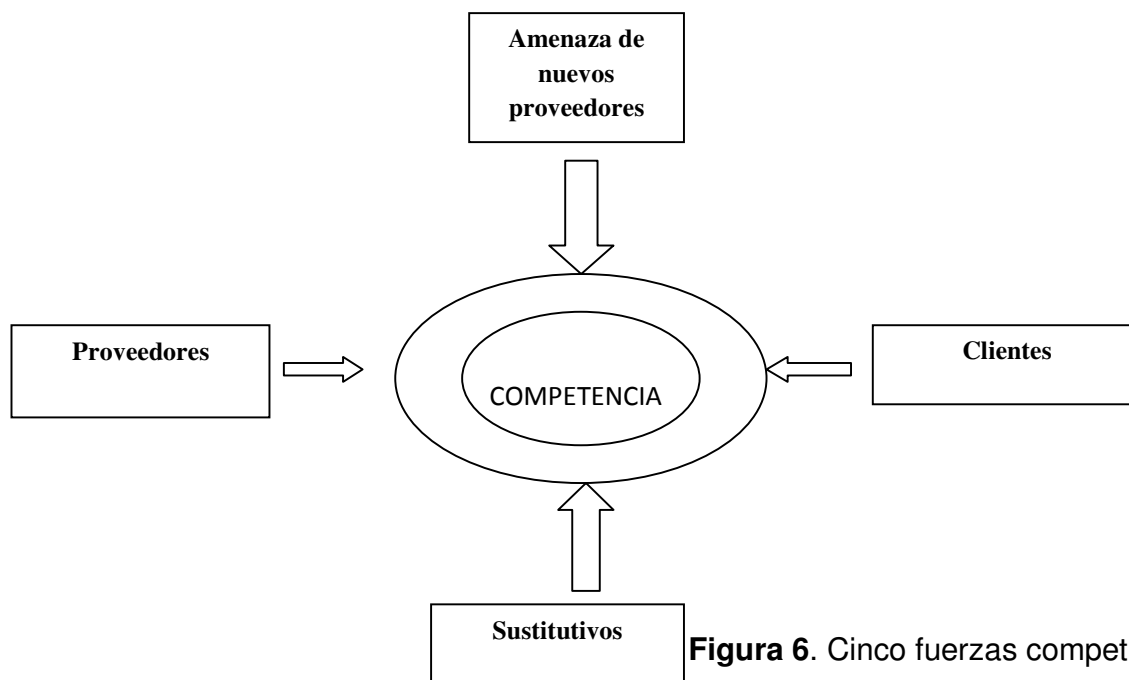 Amenaza de
nuevos
proveedores
Proveedores
Clientes
COMPETENCIA
Sustitutivos
Figura 6. Cinco fuerzas compet